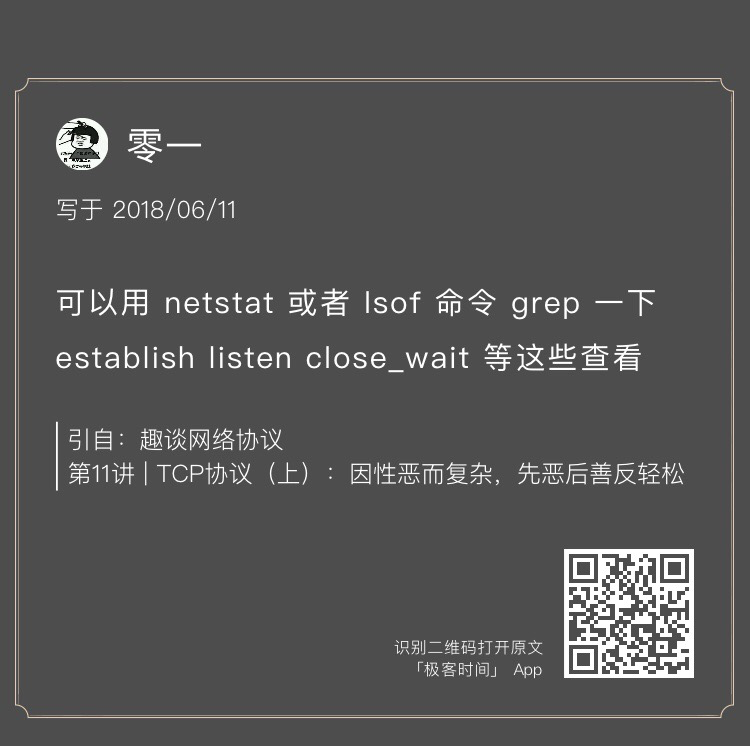 零一
写于 2018/06/11
可以用 netstat 或者 lsof 命令 grep 一下
establish listen close_wait 等这些查看
引自：趣谈网络协议
第11讲 | TCP协议（上）：因性恶而复杂，先恶后善反轻松
识别二维码打开原文
「极客时间」 App